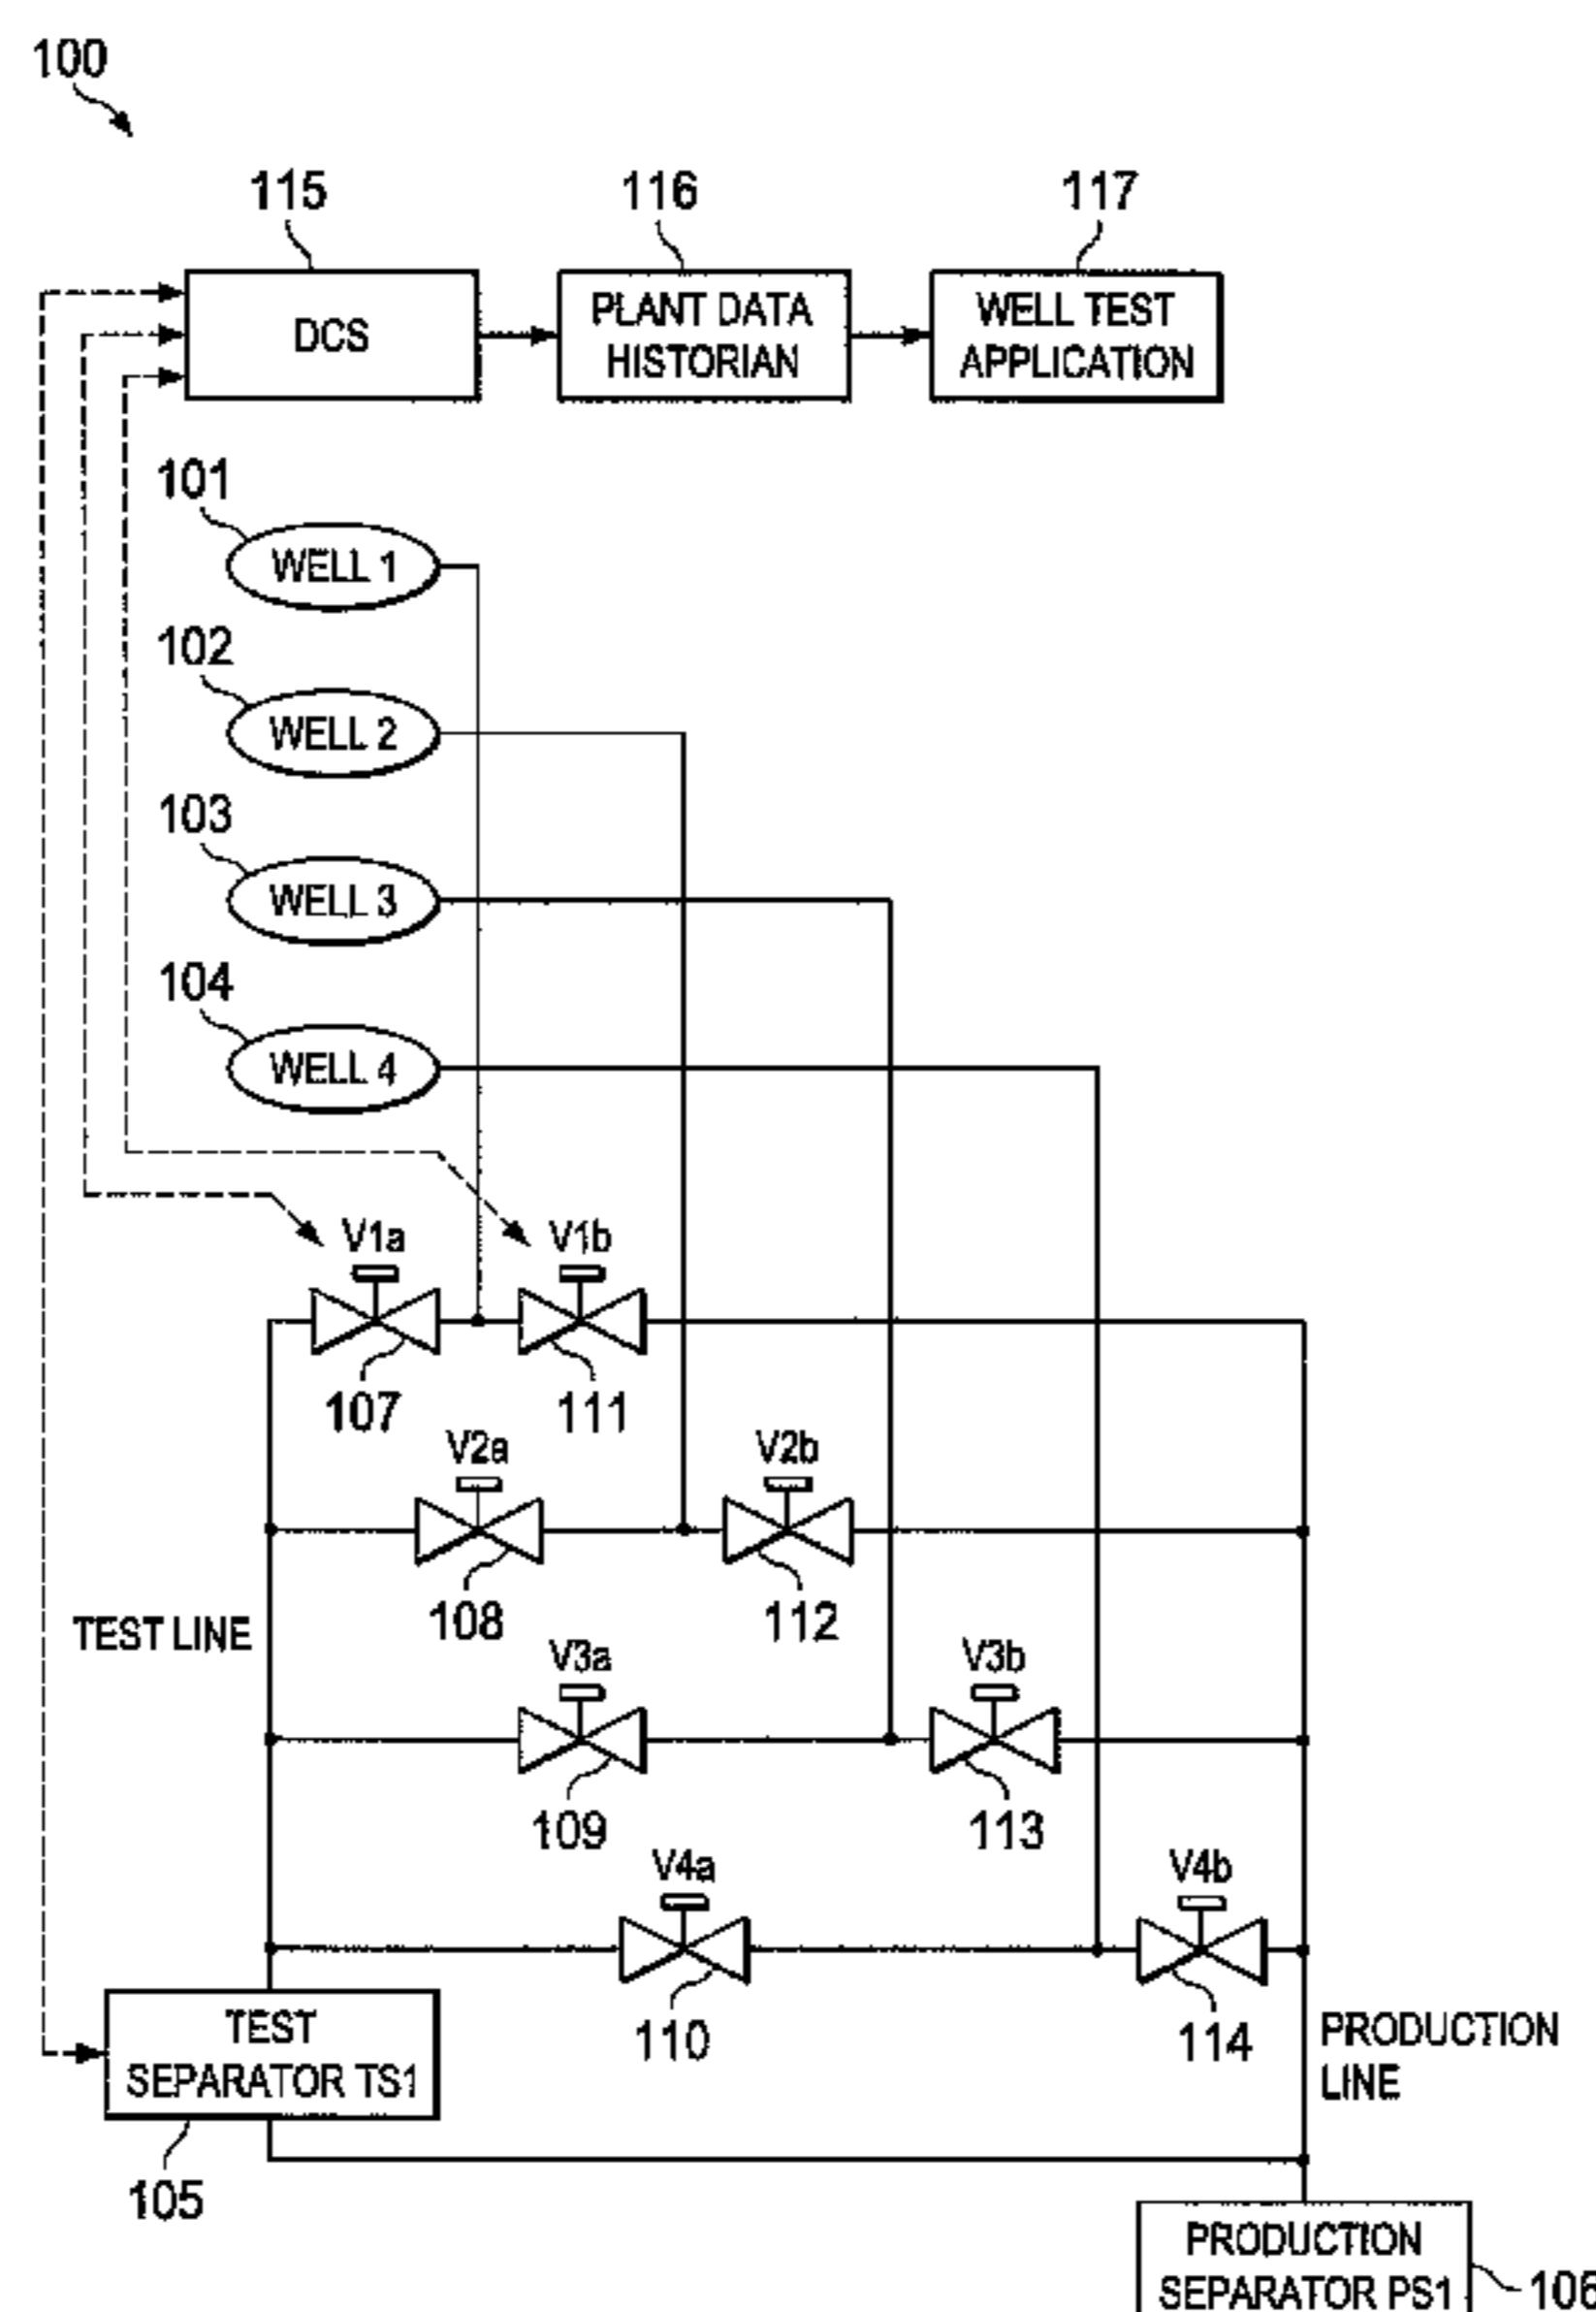 100
115
116
117
DCS
PLANT DATA
HISTORIAN
WELL TEST
APPLICATION
101
WELL 1
102
WELL 2
103
WELL 3
104
WELL 4
V1a
V1b
107
111
V2a
V2b
108
112
TEST LINE
V3a
V3b
109
113
V4a
V4b
110
114
TEST
SEPARATOR TS1
PRODUCTION
LINE
105
PRODUCTION
SEPARATOR PS1
106